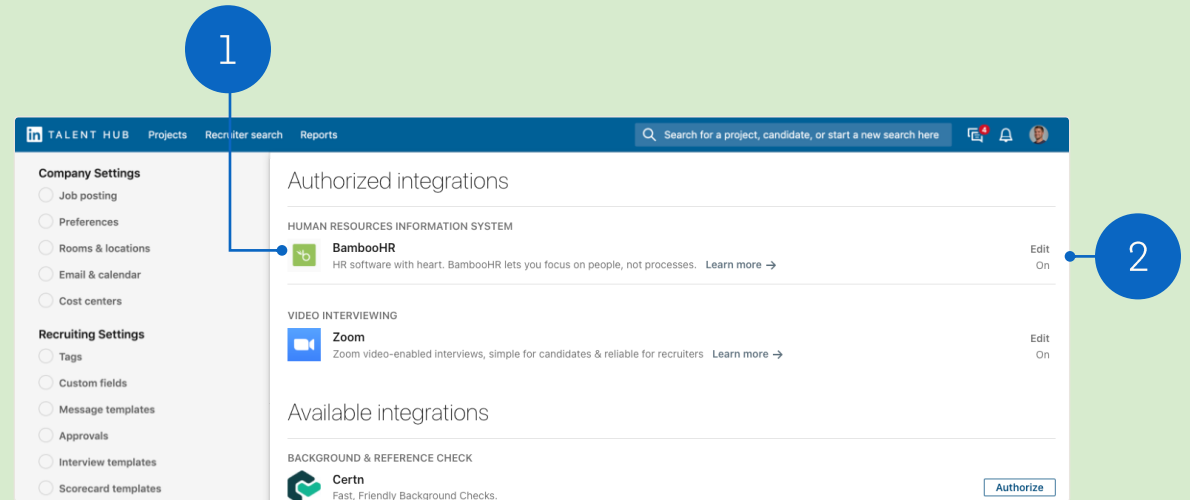 1
in TALENT HUB Projects Recruiter search Reports Search for a project, candidate, or start a new search here 4
Company Settings
Job posting
Preferences
Rooms & locations
Email & calendar
Cost centers
Recruiting Settings
Tags
Custom fields
Message templates
Approvals
Interview templates
Scorecard templates
Authorized integrations
HUMAN RESOURCES INFORMATION SYSTEM
BambooHR
HR software with heart. BambooHR lets you focus on people, not processes. Learn more →
Edit
On
2
VIDEO INTERVIEWING
Zoom
Zoom video-enabled interviews, simple for candidates & reliable for recruiters Learn more →
Edit
On
Available integrations
BACKGROUND & REFERENCE CHECK
Certn
Fast, Friendly Background Checks.
Authorize